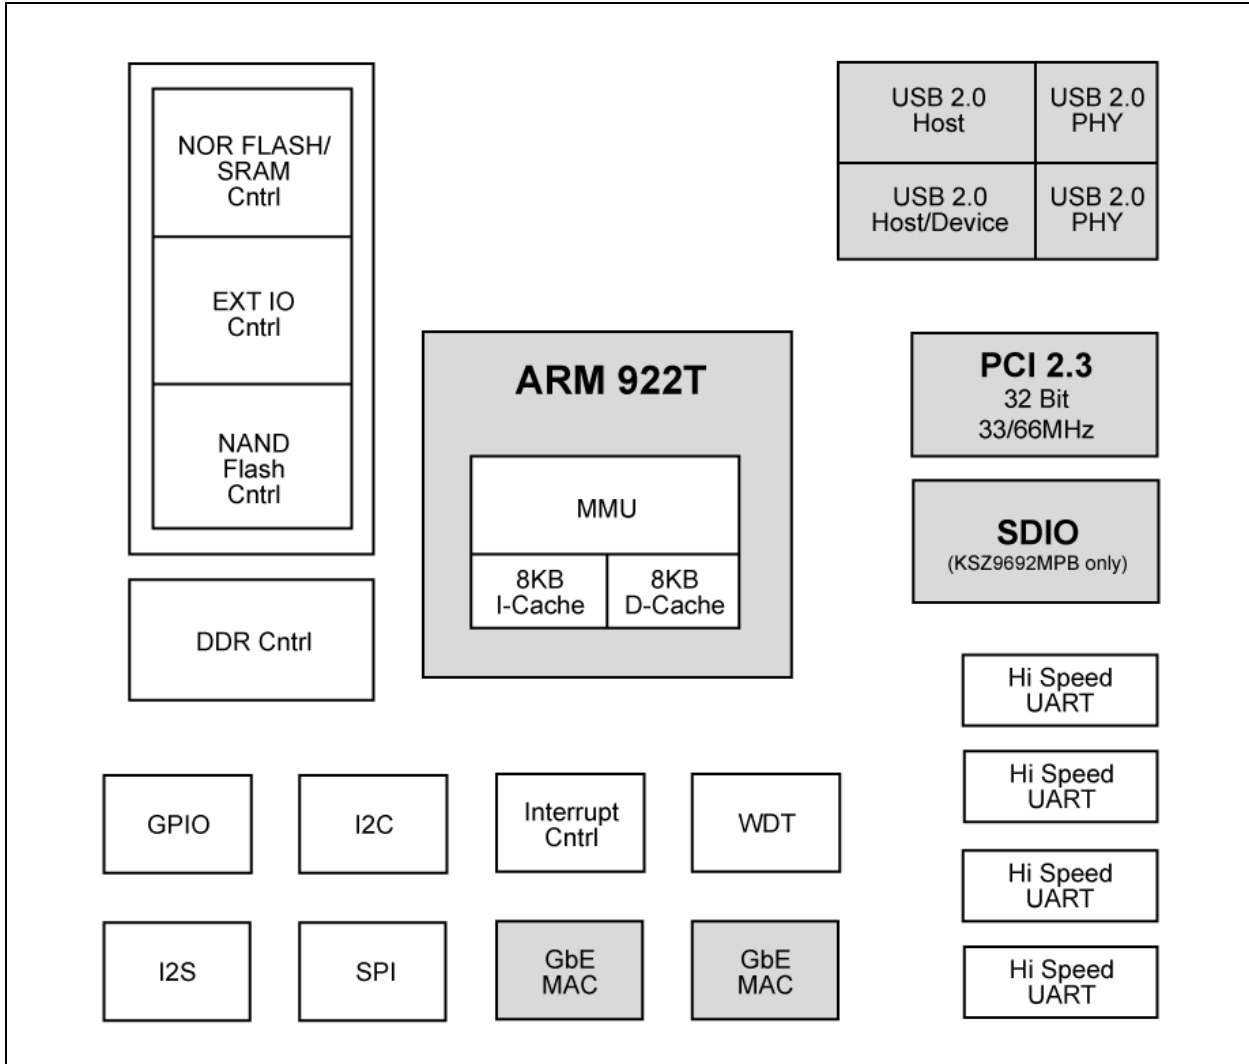 NOR FLASH/
SRAM
Cntrl
EXT IO
Cntrl
NAND
Flash
Cntrl
DDR Cntrl
ARM 922T
MMU
8KB
I-Cache
8KB
D-Cache
USB 2.0
Host
USB 2.0
PHY
USB 2.0
Host/Device
USB 2.0
PHY
PCI 2.3
32 Bit
33/66MHz
SDIO
(KSZ9692MPB only)
Hi Speed
UART
Hi Speed
UART
Hi Speed
UART
Hi Speed
UART
GPIO
I2C
Interrupt
Cntrl
WDT
I2S
SPI
GbE
MAC
GbE
MAC